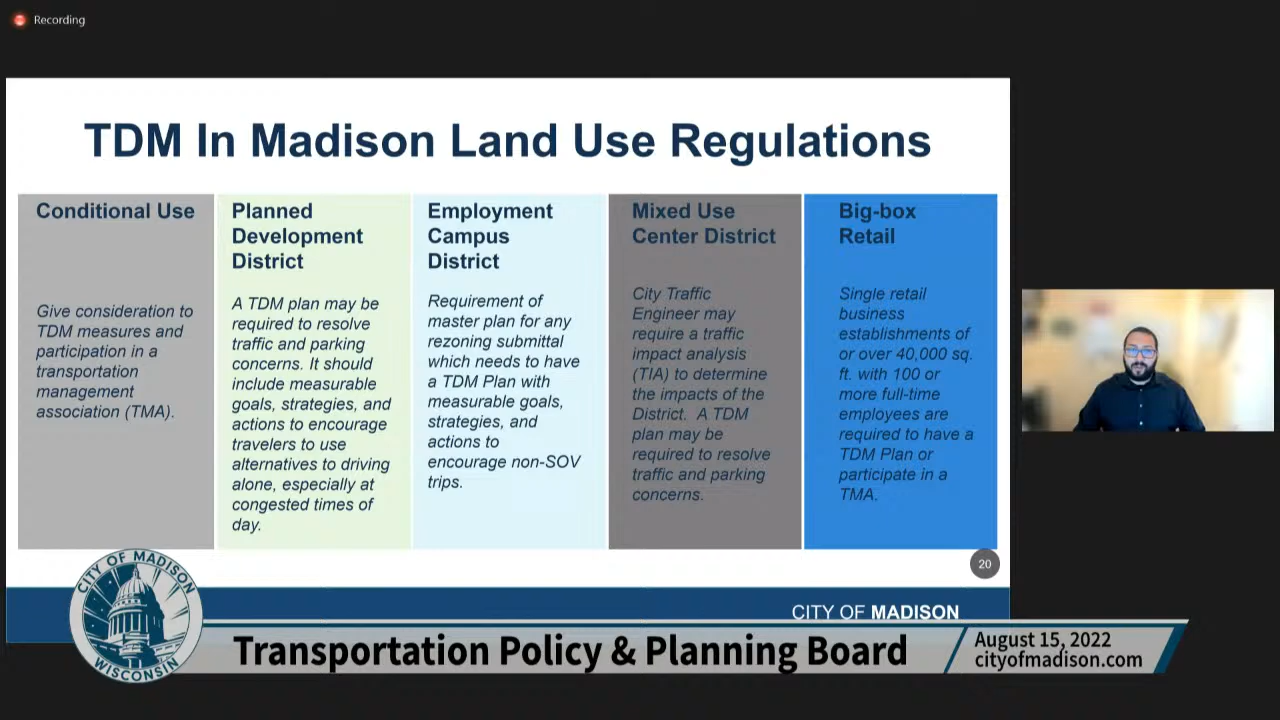 Recording
TDM In Madison Land Use Regulations
Conditional Use
Give consideration to
TDM measures and
participation in a
transportation
management
association (TMA).
Planned
Development
District
A TDM plan may be
required to resolve
traffic and parking
concerns. It should
include measurable
goals, strategies, and
actions to encourage
travelers to use
alternatives to driving
alone, especially at
congested times of
day.
Employment
Campus
District
Requirement of
master plan for any
rezoning submittal
which needs to have
a TDM Plan with
measurable goals,
strategies, and
actions to
encourage non-SOV
trips.
Mixed Use
Center District
City Traffic
Engineer may
require a traffic
impact analysis
(TIA) to determine
the impacts of the
District. A TDM
plan may be
required to resolve
traffic and parking
concerns.
Big-box
Retail
Single retail
business
establishments of
or over 40,000 sq.
ft. with 100 or
more full-time
employees are
required to have a
TDM Plan or
participate in a
TMA.
20
CITY OF MADISON
CITY OF MADISON
WISCONSIN
Transportation Policy & Planning Board
August 15, 2022
cityofmadison.com